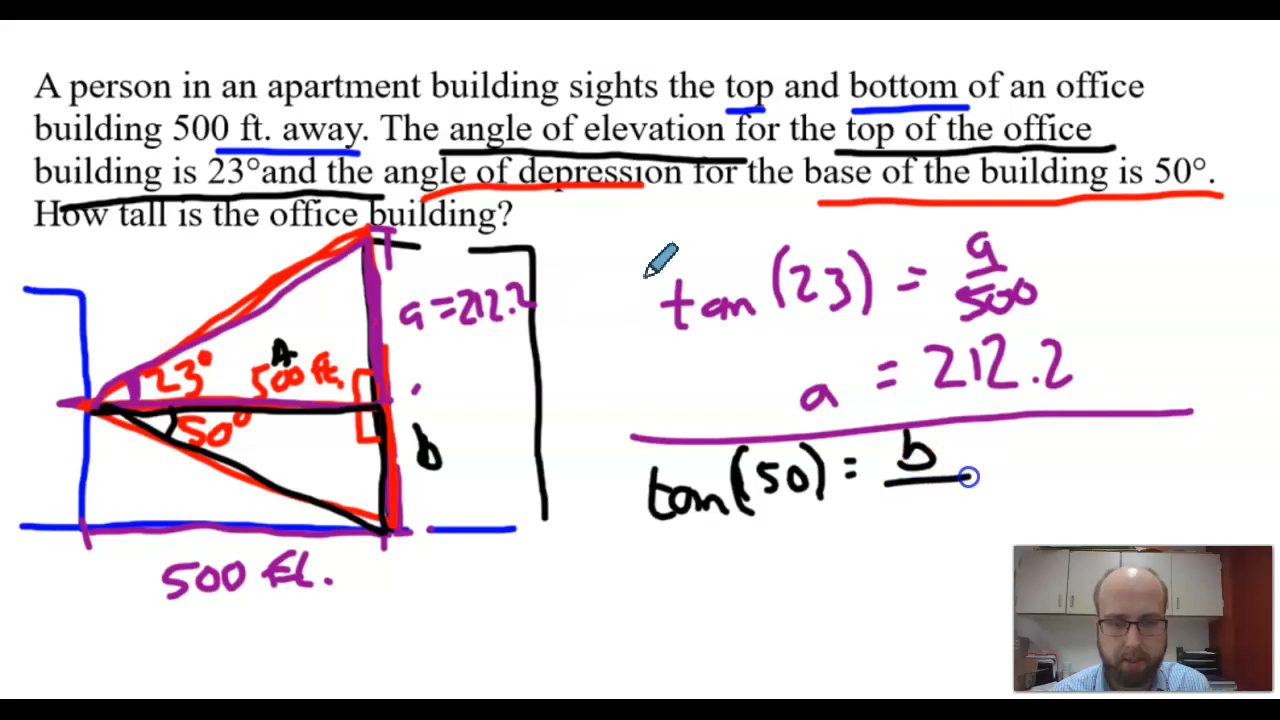 A person in an apartment building sights the top and bottom of an office
building 500 ft. away. The angle of elevation for the top of the office
building is 23°and the angle of depression for the base of the building is 50°.
How tall is the office building?
tan (23) = a/500
a = 212.2
23°
A
500 ft.
a = 212.2
50°
b
tan (50) = b
500 ft.